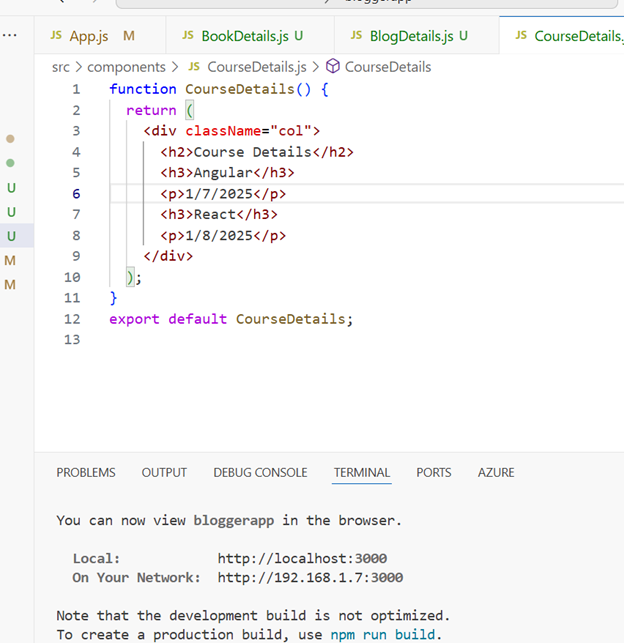 bloggerapp
... JS App.js M JS BookDetails.js U JS BlogDetails.js U JS CourseDetails.
src > components > JS CourseDetails.js > CourseDetails
1 function CourseDetails() {
2 return (
3 <div className="col">
4 <h2>Course Details</h2>
5 <h3>Angular</h3>
6 <p>1/7/2025</p>
7 <h3>React</h3>
8 <p>1/8/2025</p>
9 </div>
10 );
11 }
12 export default CourseDetails;
13
U
U
U
M
M
PROBLEMS OUTPUT DEBUG CONSOLE TERMINAL PORTS AZURE
You can now view bloggerapp in the browser.
Local: http://localhost:3000
On Your Network: http://192.168.1.7:3000
Note that the development build is not optimized.
To create a production build, use npm run build.